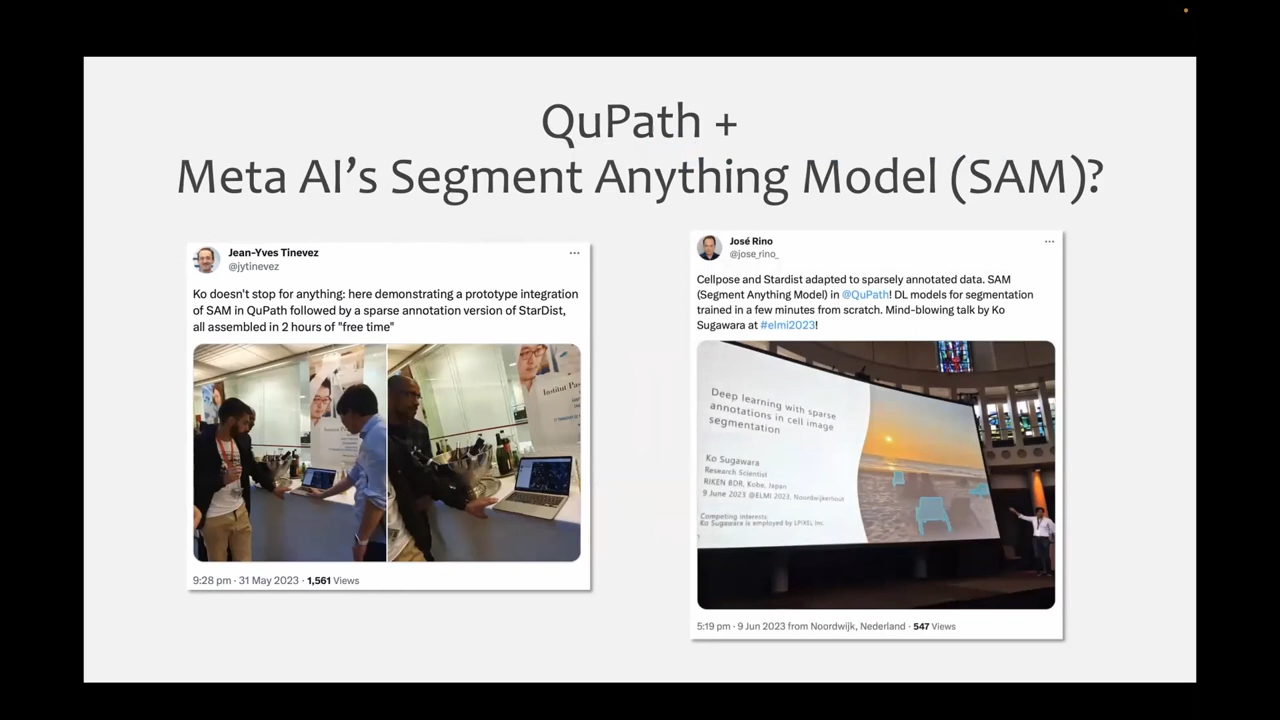 QuPath +
Meta AI's Segment Anything Model (SAM)?
Jean-Yves Tinevez
@jytinevez
Ko doesn't stop for anything: here demonstrating a prototype integration
of SAM in QuPath followed by a sparse annotation version of StarDist,
all assembled in 2 hours of "free time"
Institut
9:28 pm · 31 May 2023 · 1,561 Views
José Rino
@jose_rino_
Cellpose and Stardist adapted to sparsely annotated data. SAM
(Segment Anything Model) in @QuPath! DL models for segmentation
trained in a few minutes from scratch. Mind-blowing talk by Ko
Sugawara at #elmi2023!
Deep learning with sparse
annotations in cell image
segmentation
Ko Sugawara
Research Scientist
RIKEN BDR, Kobe, Japan
9 June 2023 @ELMI 2023, Noordwijkerhout
Competing interests:
Ko Sugawara is employed by LPIXEL Inc.
5:19 pm · 9 Jun 2023 from Noordwijk, Nederland · 547 Views